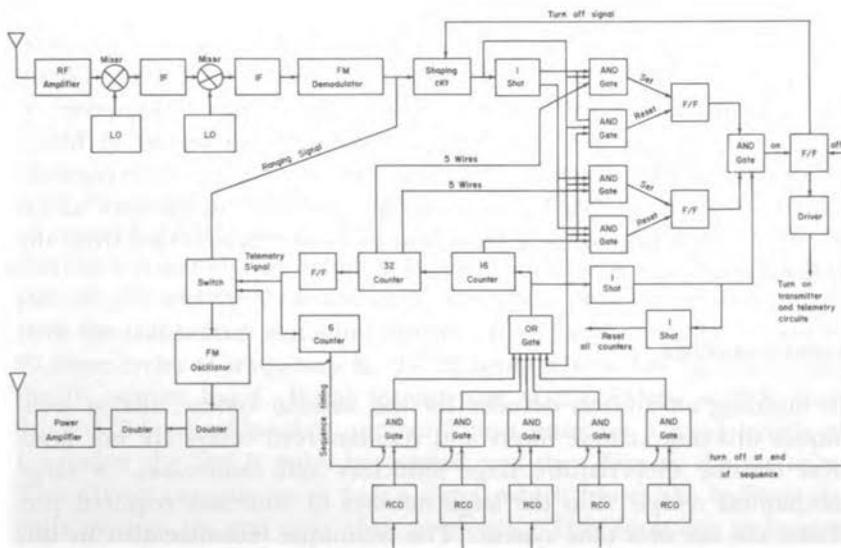 Turn off signal
Mixer
Mixer
RF
Amplifier
IF
IF
FM
Demodulator
Shaping
CKT
1
Shot
AND
Gate
Set
Reset
F/F
AND
Gate
LO
LO
Ranging Signal
5 Wires
5 Wires
AND
Gate
on
F/F
off
AND
Gate
Set
Reset
F/F
AND
Gate
Driver
Switch
Telemetry
Signal
F/F
32
Counter
16
Counter
1
Shot
Turn on
transmitter
and telemetry
circuits
6
Counter
OR
Gate
Reset
all counters
1
Shot
FM
Oscillator
Sequence timing
Power
Amplifier
Doubler
Doubler
AND
Gate
AND
Gate
AND
Gate
AND
Gate
AND
Gate
Turn off at end
of sequence
RCO
RCO
RCO
RCO
RCO